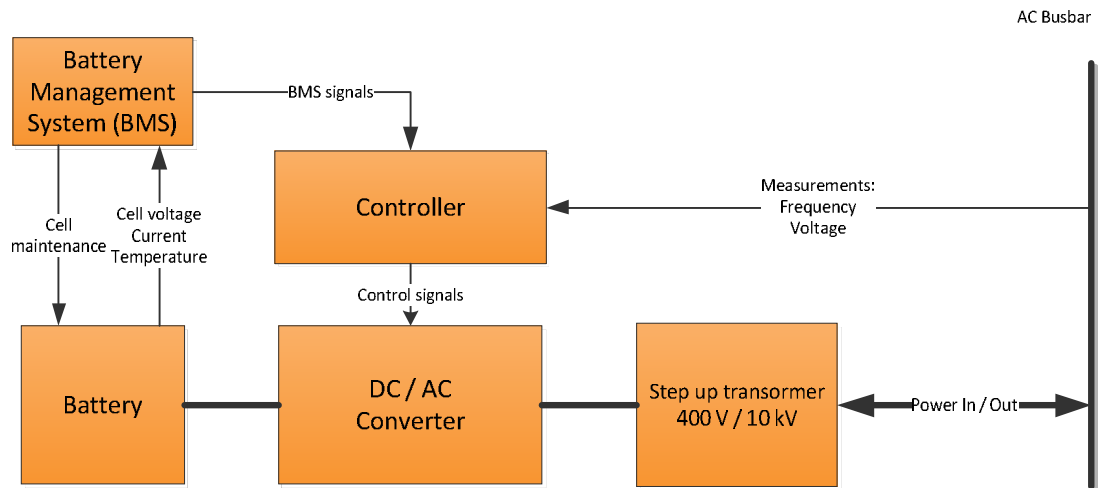 AC Busbar
Battery
Management
System (BMS)
BMS signals
Controller
Measurements:
Frequency
Voltage
Cell
maintenance
Cell voltage
Current
Temperature
Control signals
Battery
DC / AC
Converter
Step up transormer
400 V / 10 kV
Power In / Out